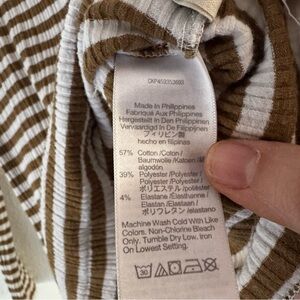 Made In Philippines
Fabriqué Aux Philippines
Hergestellt In Den Philippinen
Vervaardigd In De Filipijnen
フィリピン製
hecho en filipinas
57% Cotton /Coton /
Baumwolle /Katoen /綿
algodón
39% Polyester /Polyester /
Polyester /Polyester /
ポリエステル /poliéster
4% Elastane /Élasthanne /
Elastan /Elastaan /
ポリウレタン /elastano
Machine Wash Cold With Like
Colors. Non-Chlorine Bleach
Only. Tumble Dry Low, Iron
On Lowest Setting.